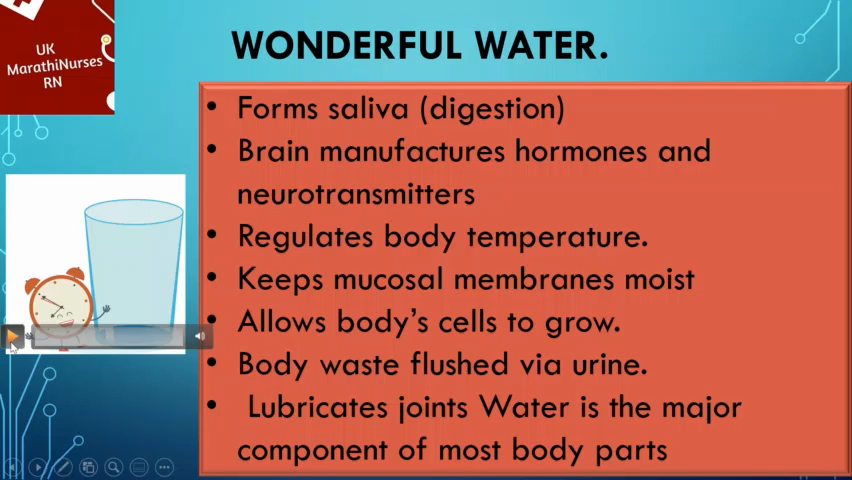 UK
MarathiNurses
RN
WONDERFUL WATER.
• Forms saliva (digestion)
• Brain manufactures hormones and
neurotransmitters
• Regulates body temperature.
• Keeps mucosal membranes moist
• Allows body's cells to grow.
• Body waste flushed via urine.
• Lubricates joints Water is the major
component of most body parts